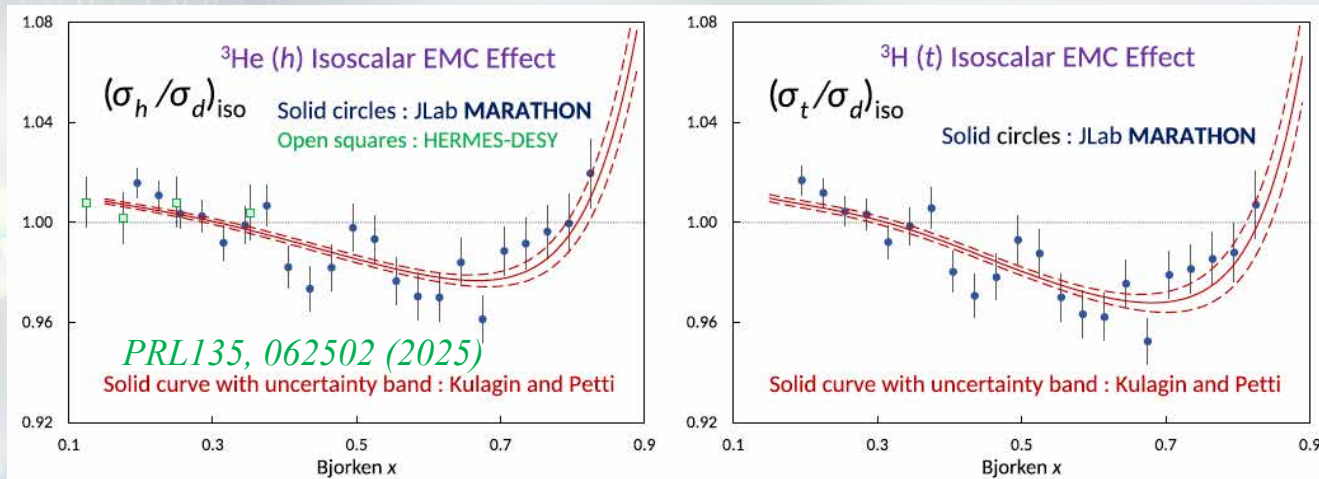 ³He (h) Isoscalar EMC Effect
(σh/σd)iso
Solid circles : JLab MARATHON
Open squares : HERMES-DESY
PRL135, 062502 (2025)
Solid curve with uncertainty band : Kulagin and Petti
1.08
1.04
1.00
0.96
0.92
0.1 0.3 0.5 0.7 0.9
Bjorken x
³H (t) Isoscalar EMC Effect
(σt/σd)iso
Solid circles : JLab MARATHON
Solid curve with uncertainty band : Kulagin and Petti
1.08
1.04
1.00
0.96
0.92
0.1 0.3 0.5 0.7 0.9
Bjorken x